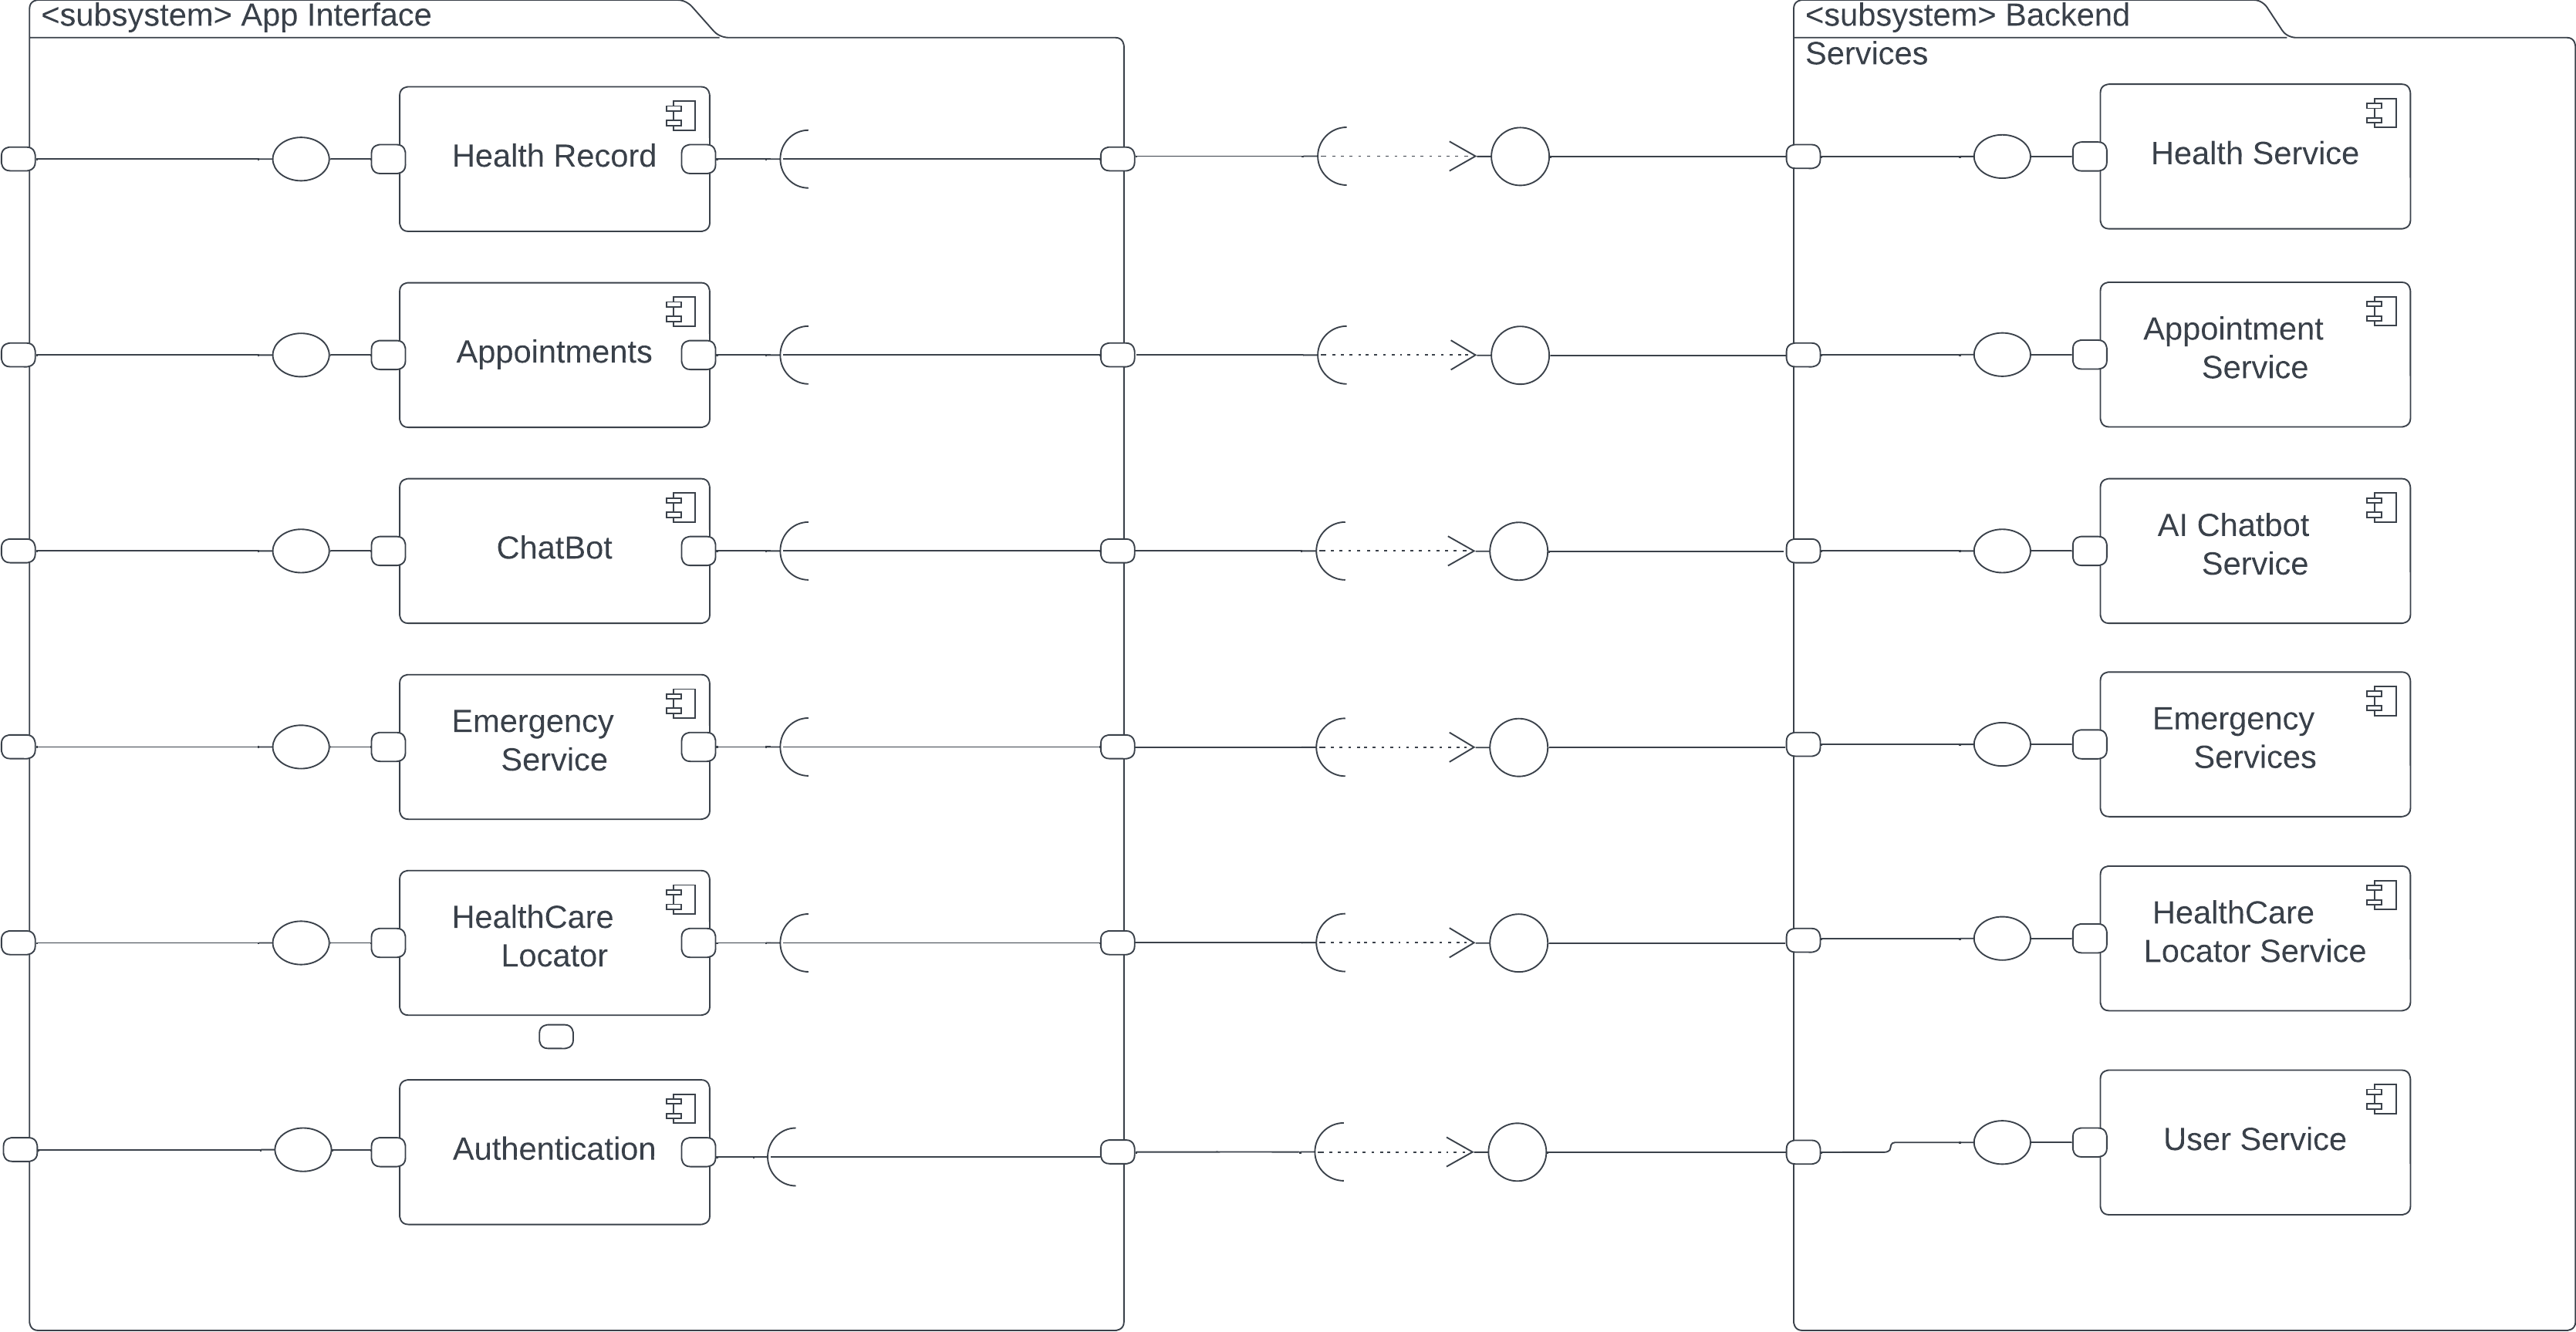 <subsystem> App Interface
<subsystem> Backend
Services
Health Record
Health Service
Appointments
Appointment
Service
ChatBot
AI Chatbot
Service
Emergency
Service
Emergency
Services
HealthCare
Locator
HealthCare
Locator Service
Authentication
User Service